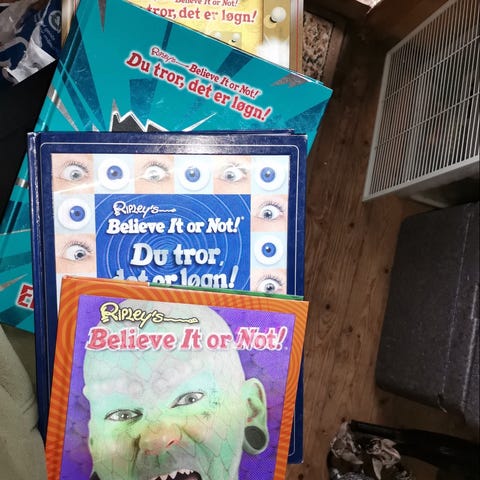 Believe It or Not!
tror, det er løgn!
RIPLEY'S Believe It or Not!
Du tror, det er løgn!
RIPLEY'S
Believe It or Not!
Du tror,
det er løgn!
RIPLEY'S
Believe It or Not!